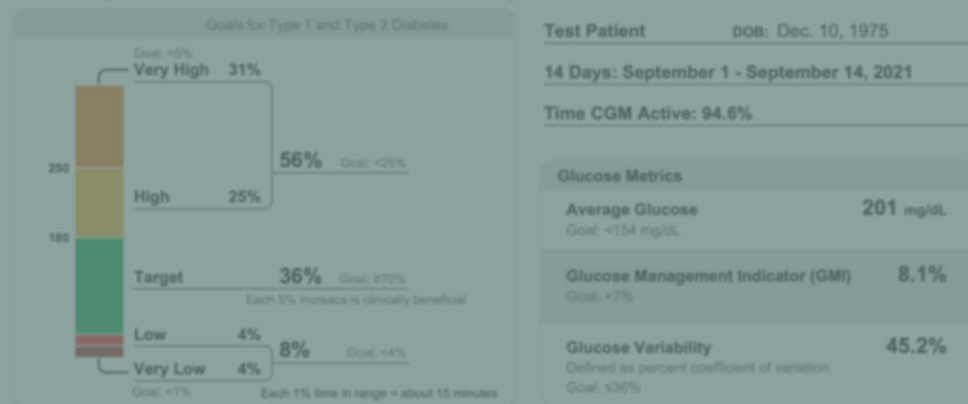 Goals for Type 1 and Type 2 Diabetes
Goal: <5%
Very High 31%
250
56% Goal: <25%
High 25%
180
Target 36% Goal: ≥70%
Each 5% increase is clinically beneficial
Low 4%
8% Goal: <4%
Very Low 4%
Goal: <1% Each 1% time in range = about 15 minutes
Test Patient DOB: Dec. 10, 1975
14 Days: September 1 - September 14, 2021
Time CGM Active: 94.6%
Glucose Metrics
Average Glucose 201 mg/dL
Goal: <154 mg/dL
Glucose Management Indicator (GMI) 8.1%
Goal: <7%
Glucose Variability 45.2%
Defined as percent coefficient of variation
Goal: ≤36%